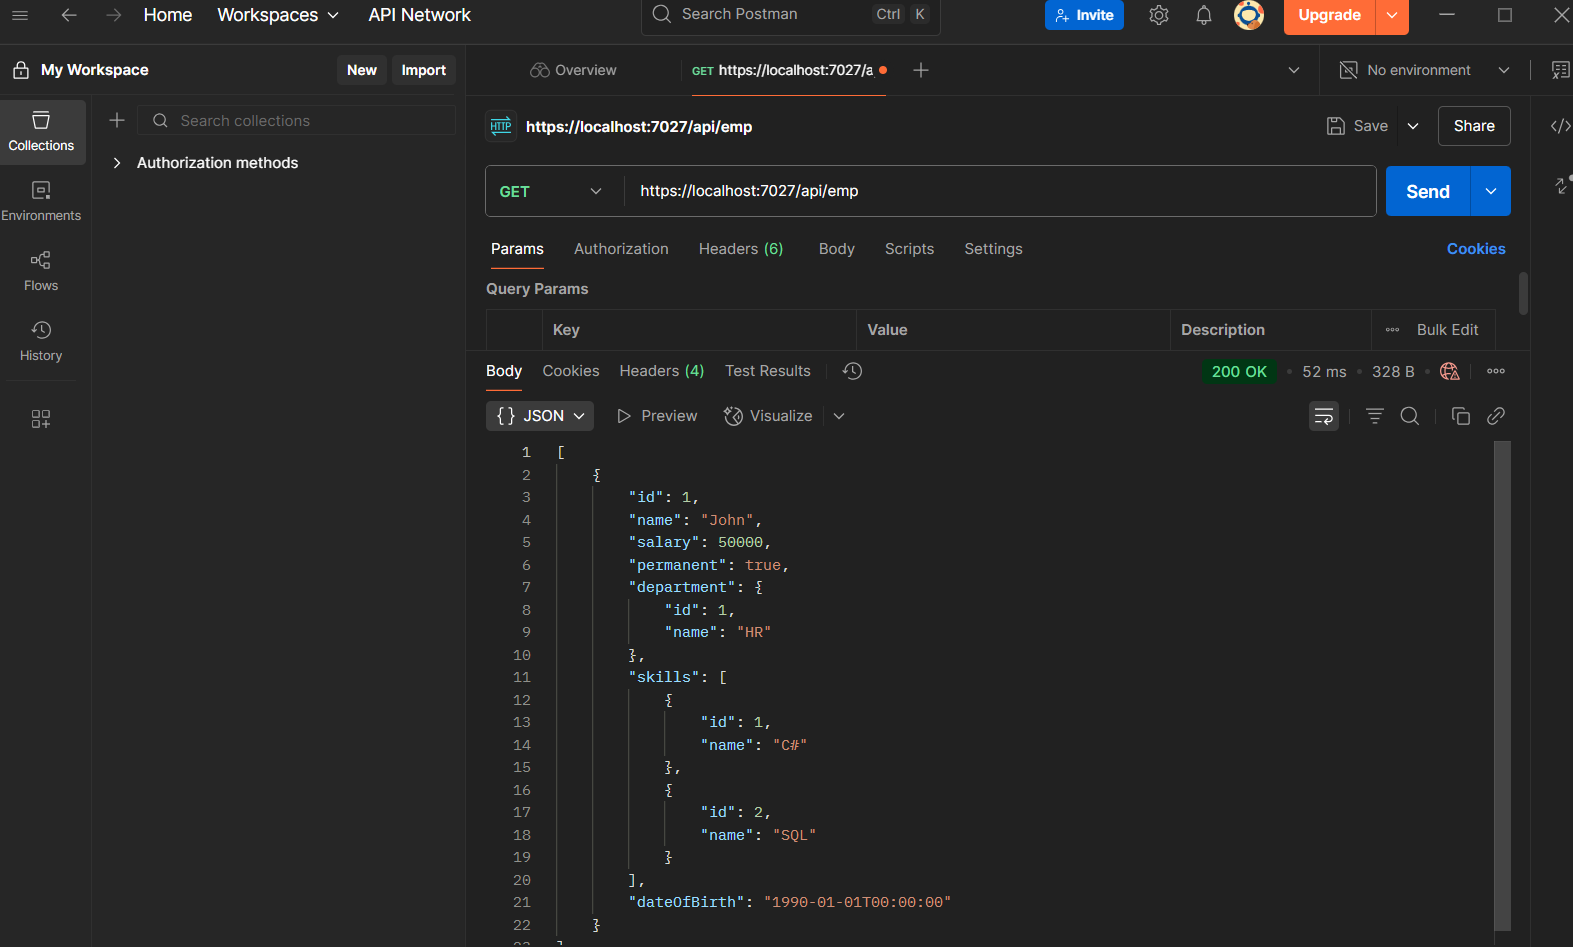 Home Workspaces API Network Search Postman Ctrl K Invite Upgrade
My Workspace New Import Overview GET https://localhost:7027/a No environment
Collections
Search collections
https://localhost:7027/api/emp Save Share
Authorization methods
Environments
GET https://localhost:7027/api/emp Send
Params Authorization Headers (6) Body Scripts Settings Cookies
Flows
Query Params
Key Value Description Bulk Edit
History
Body Cookies Headers (4) Test Results 200 OK 52 ms 328 B
{} JSON Preview Visualize
1 [
2 {
3 "id": 1,
4 "name": "John",
5 "salary": 50000,
6 "permanent": true,
7 "department": {
8 "id": 1,
9 "name": "HR"
10 },
11 "skills": [
12 {
13 "id": 1,
14 "name": "C#"
15 },
16 {
17 "id": 2,
18 "name": "SQL"
19 }
20 ],
21 "dateOfBirth": "1990-01-01T00:00:00"
22 }